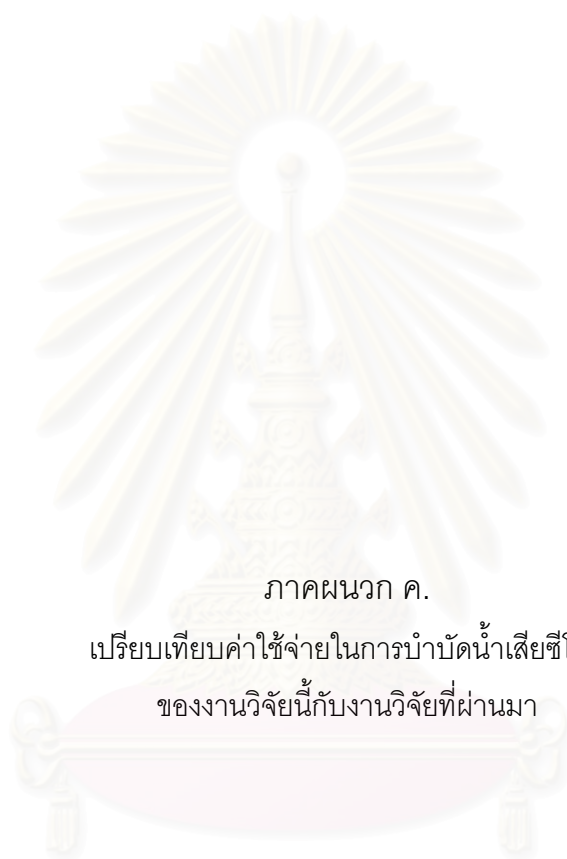 ภาคผนวก ค.
เปรียบเทียบค่าใช้จ่ายในการบำบัดน้ำเสียซี
ของงานวิจัยนี้กับงานวิจัยที่ผ่านมา